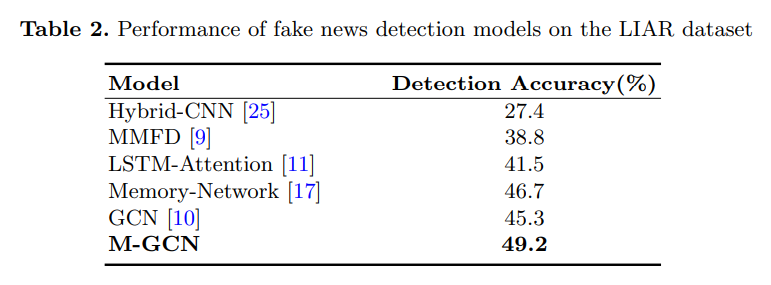 Table 2. Performance of fake news detection models on the LIAR dataset
Model Detection Accuracy(%)
Hybrid-CNN [25] 27.4
MMFD [9] 38.8
LSTM-Attention [11] 41.5
Memory-Network [17] 46.7
GCN [10] 45.3
M-GCN 49.2